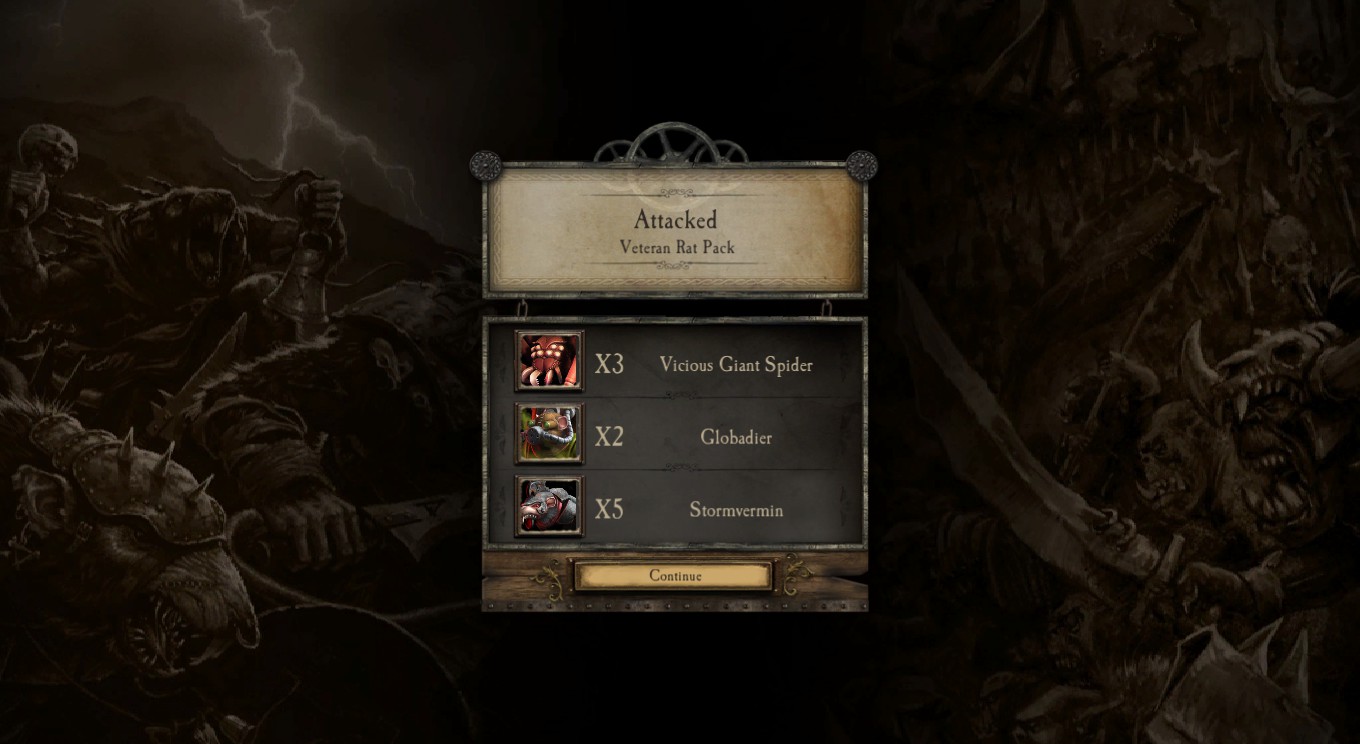 Attacked
Veteran Rat Pack
X3 Vicious Giant Spider
X2 Globadier
X5 Stormvermin
Continue